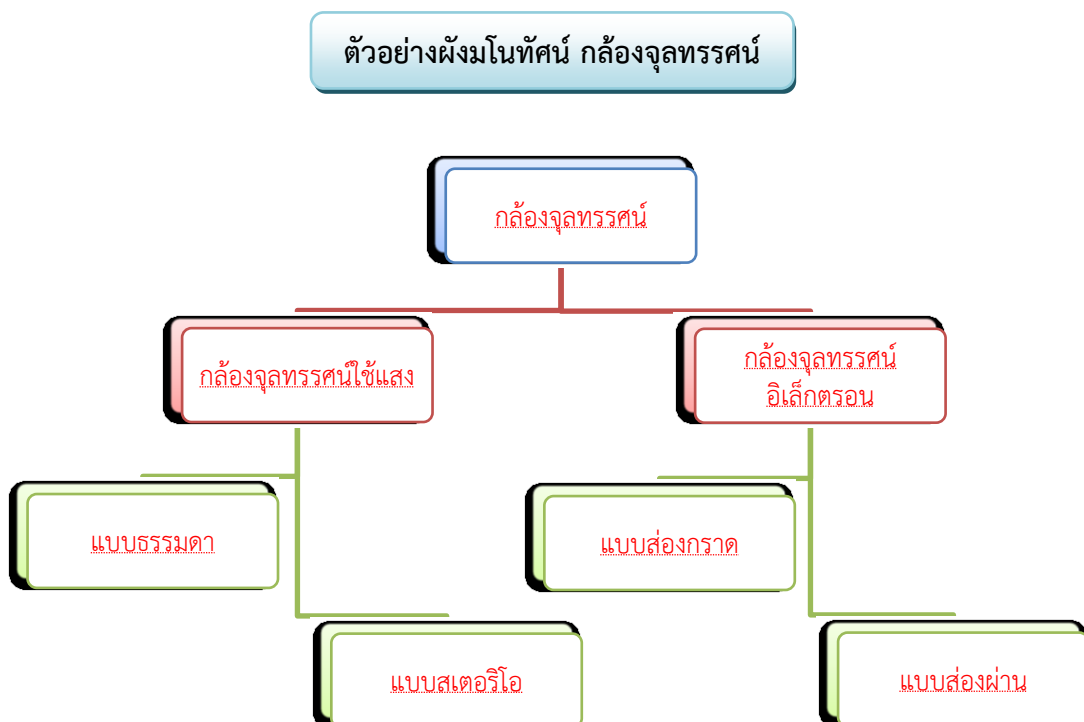 ตัวอย่างผังมโนทัศน์ กล้องจุลทรรศน์
กล้องจุลทรรศน์
กล้องจุลทรรศน์ใช้แสง
กล้องจุลทรรศน์
อิเล็กตรอน
แบบธรรมดา
แบบส่องกราด
แบบสเตอริโอ
แบบส่องผ่าน